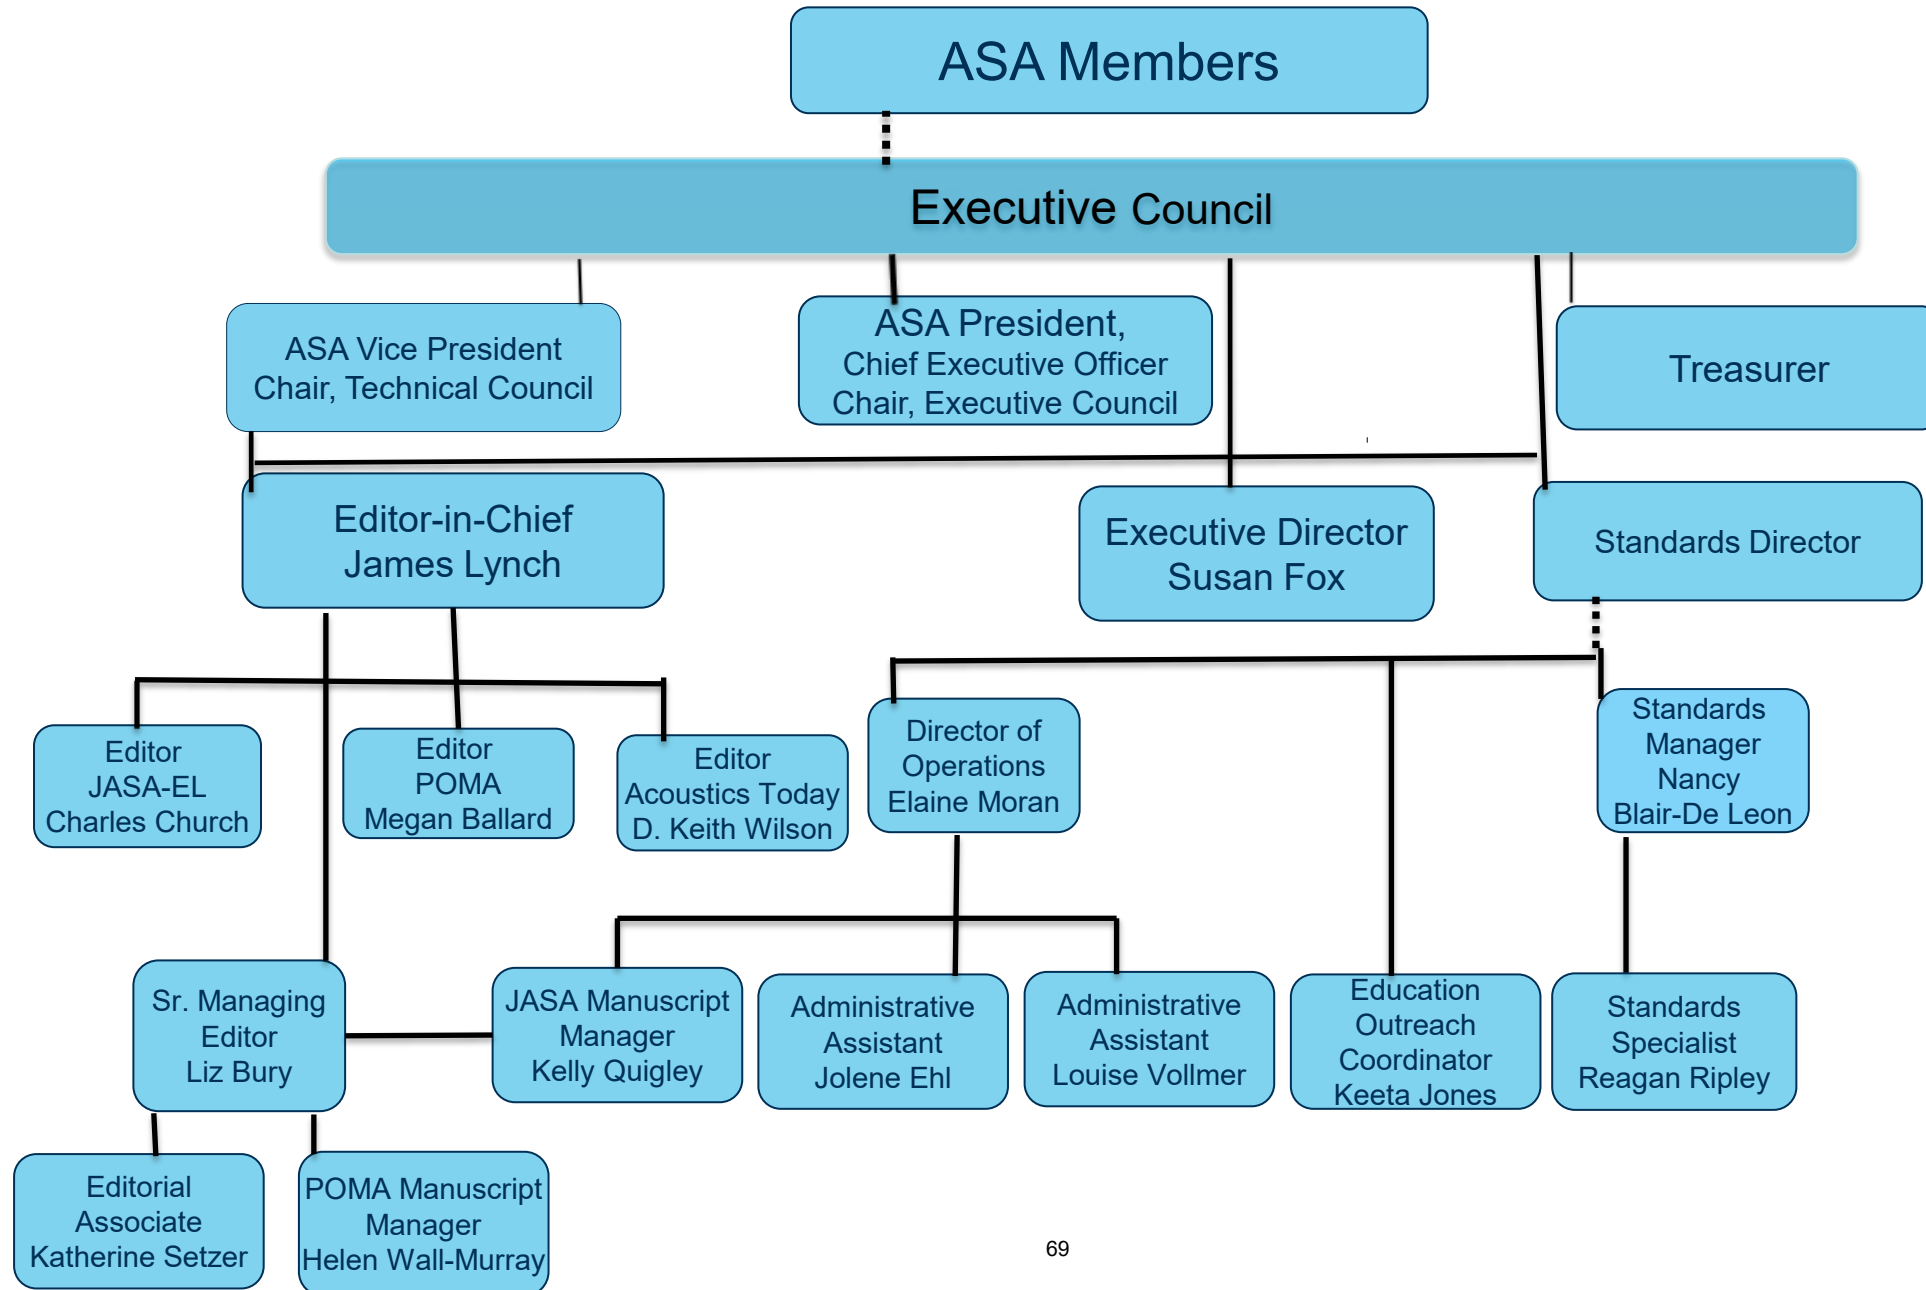 ASA Members
Executive Council
ASA Vice President
Chair, Technical Council
ASA President,
Chief Executive Officer
Chair, Executive Council
Treasurer
Editor-in-Chief
James Lynch
Executive Director
Susan Fox
Standards Director
Editor
JASA-EL
Charles Church
Editor
POMA
Megan Ballard
Editor
Acoustics Today
D. Keith Wilson
Director of
Operations
Elaine Moran
Standards
Manager
Nancy
Blair-De Leon
Sr. Managing
Editor
Liz Bury
JASA Manuscript
Manager
Kelly Quigley
Administrative
Assistant
Jolene Ehl
Administrative
Assistant
Louise Vollmer
Education
Outreach
Coordinator
Keeta Jones
Standards
Specialist
Reagan Ripley
Editorial
Associate
Katherine Setzer
POMA Manuscript
Manager
Helen Wall-Murray
69